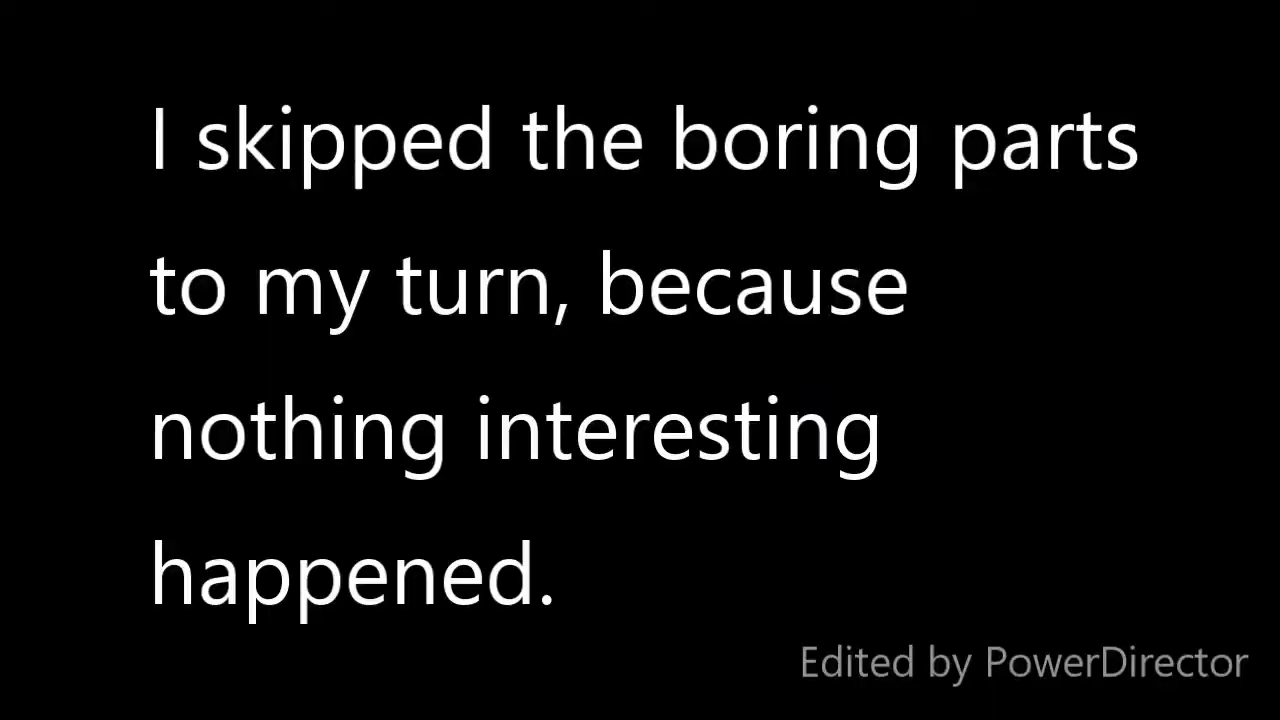 I skipped the boring parts
to my turn, because
nothing interesting
happened.
Edited by PowerDirector